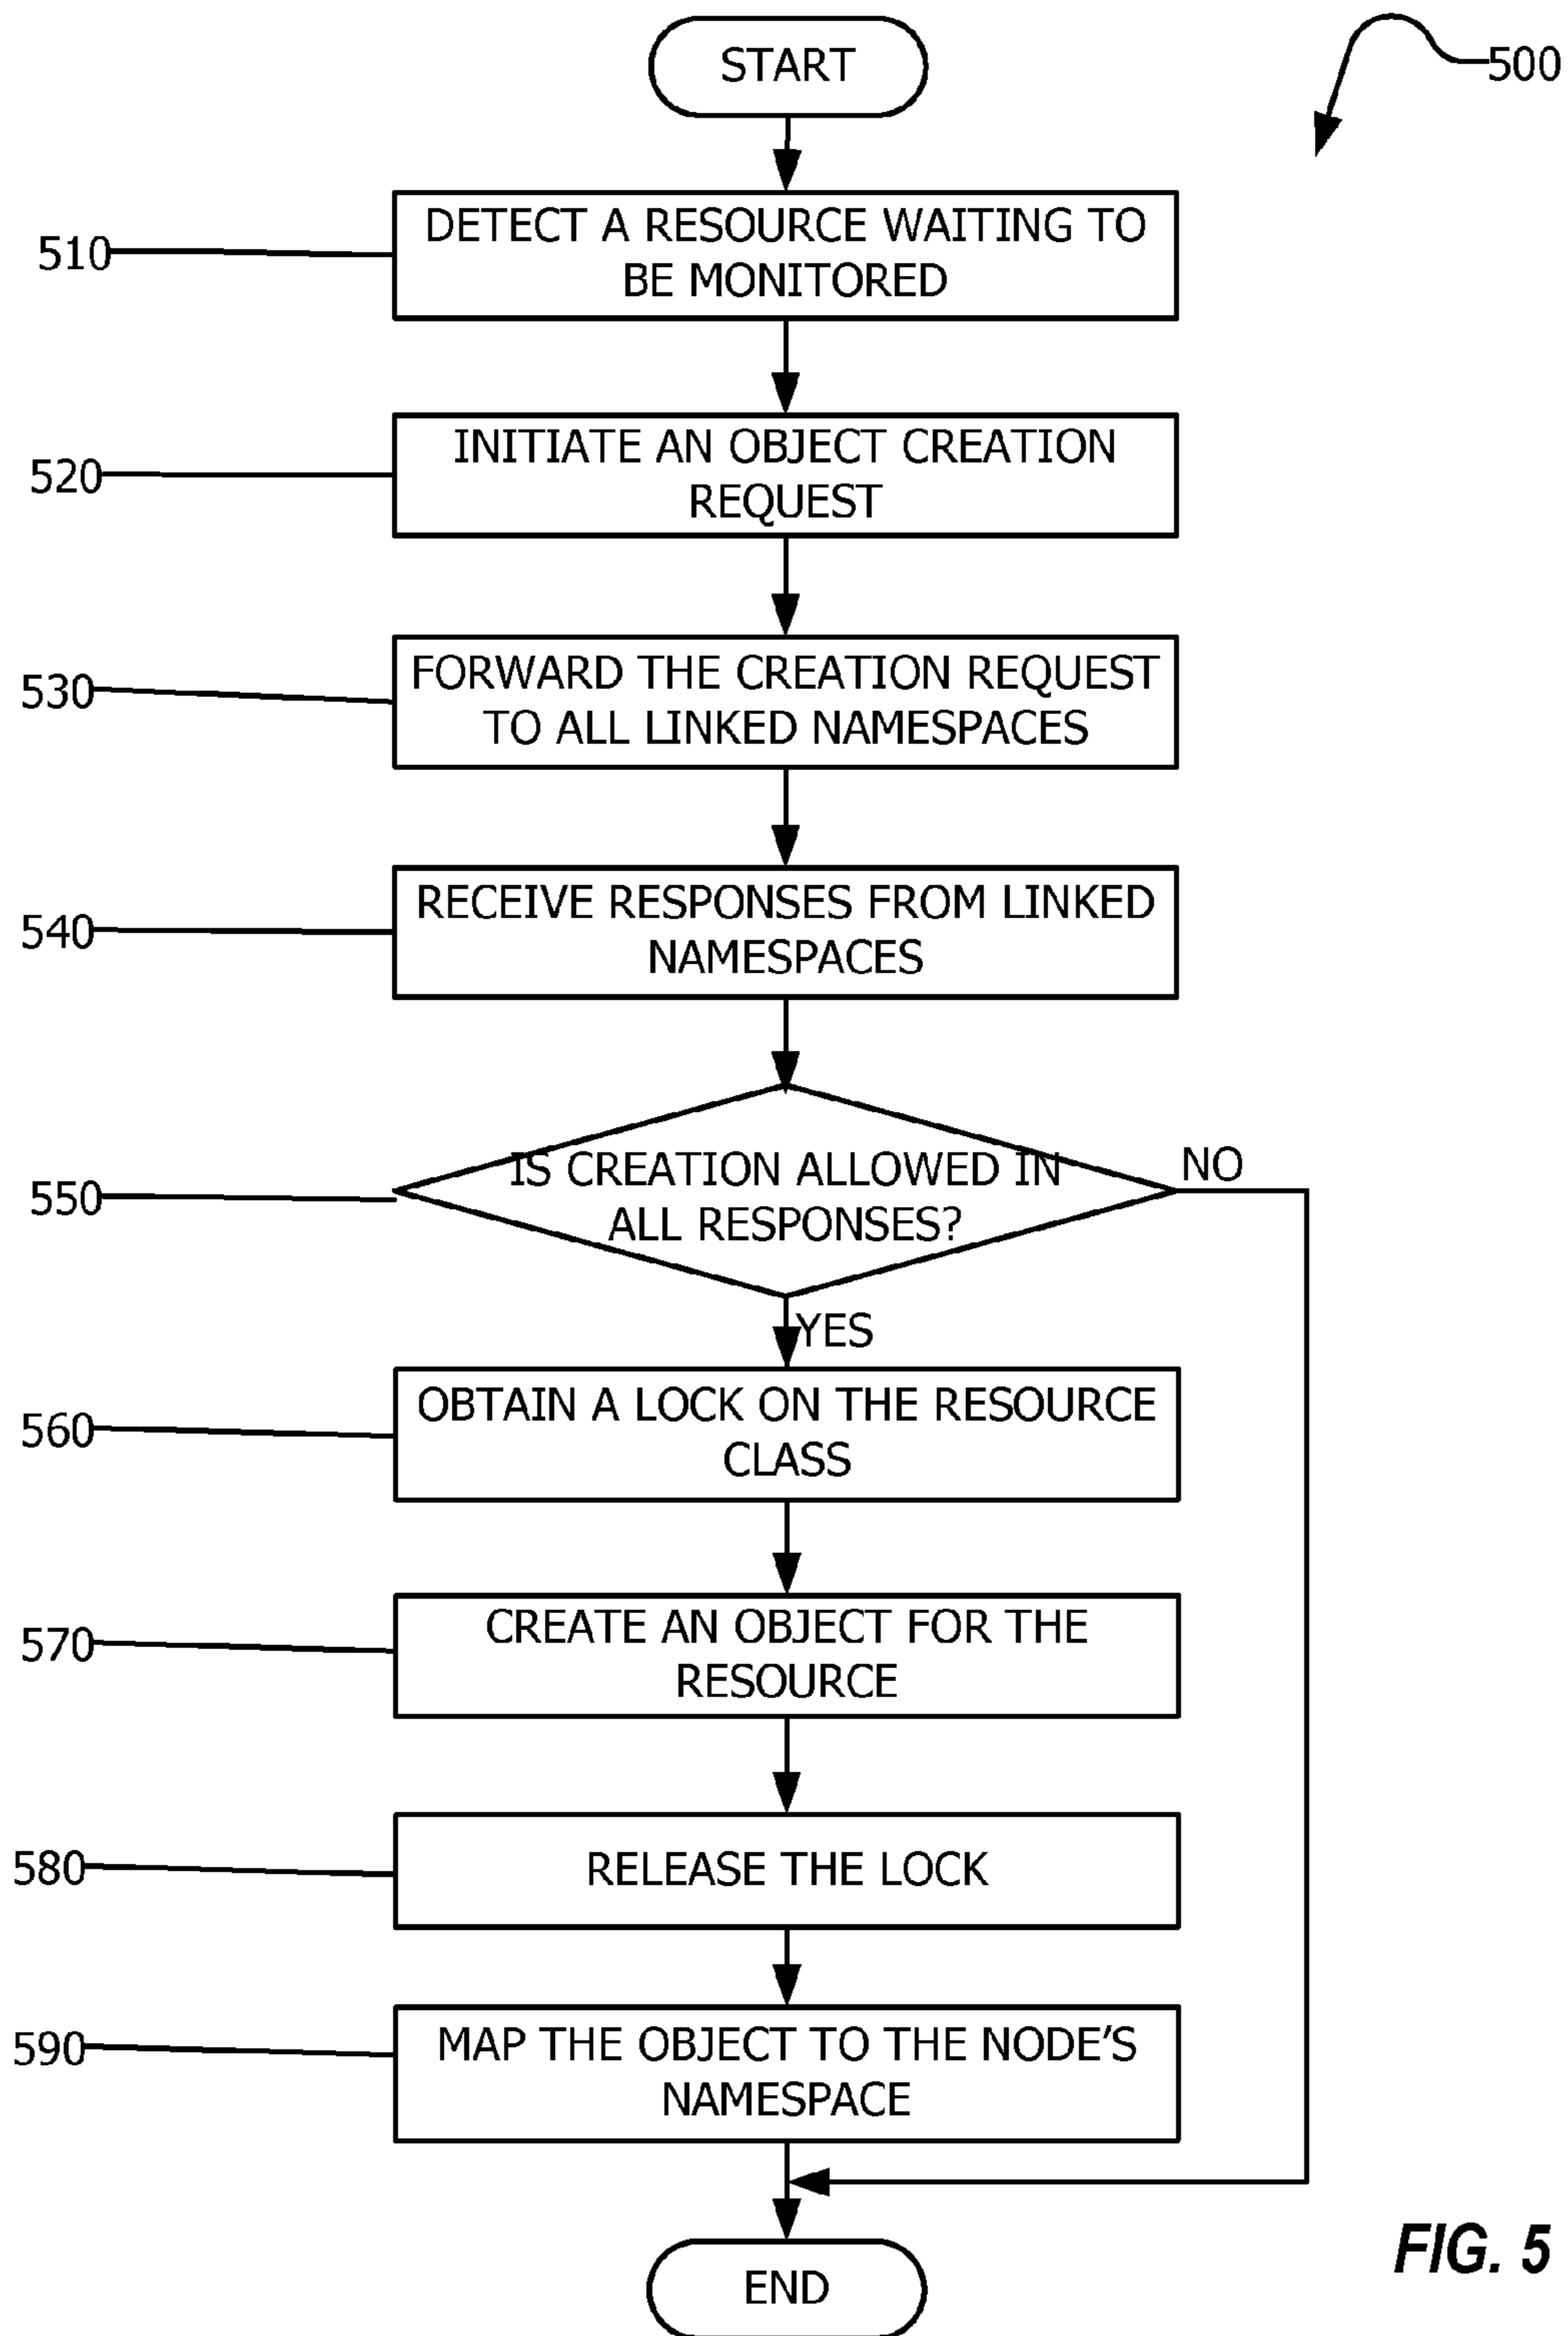 START
500
510
DETECT A RESOURCE WAITING TO
BE MONITORED
520
INITIATE AN OBJECT CREATION
REQUEST
530
FORWARD THE CREATION REQUEST
TO ALL LINKED NAMESPACES
540
RECEIVE RESPONSES FROM LINKED
NAMESPACES
550
IS CREATION ALLOWED IN
ALL RESPONSES?
NO
YES
560
OBTAIN A LOCK ON THE RESOURCE
CLASS
570
CREATE AN OBJECT FOR THE
RESOURCE
580
RELEASE THE LOCK
590
MAP THE OBJECT TO THE NODE'S
NAMESPACE
END
FIG. 5